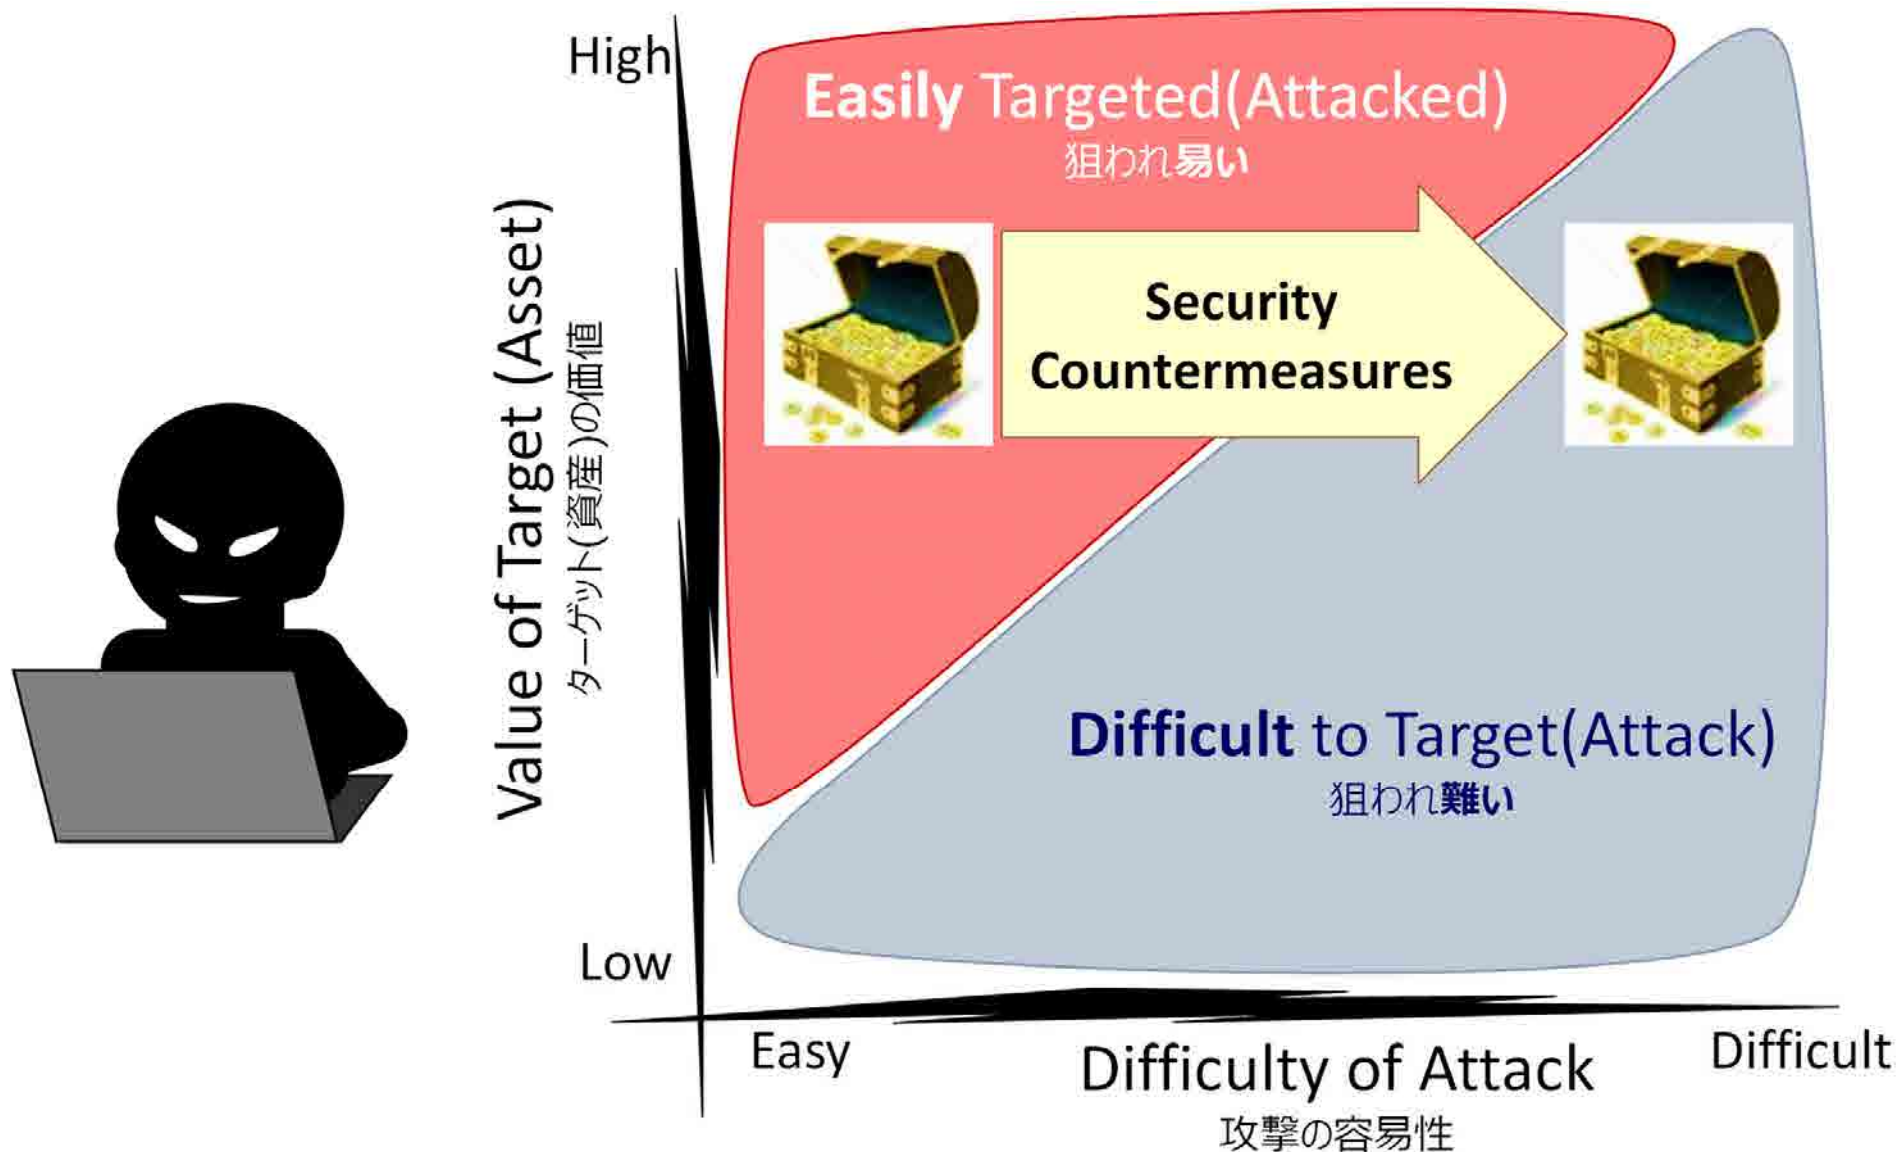 High
Easily Targeted(Attacked)
狙われ易い
Value of Target (Asset)
ターゲット(資産)の価値
Security
Countermeasures
Difficult to Target(Attack)
狙われ難い
Low
Easy
Difficulty of Attack
攻撃の容易性
Difficult